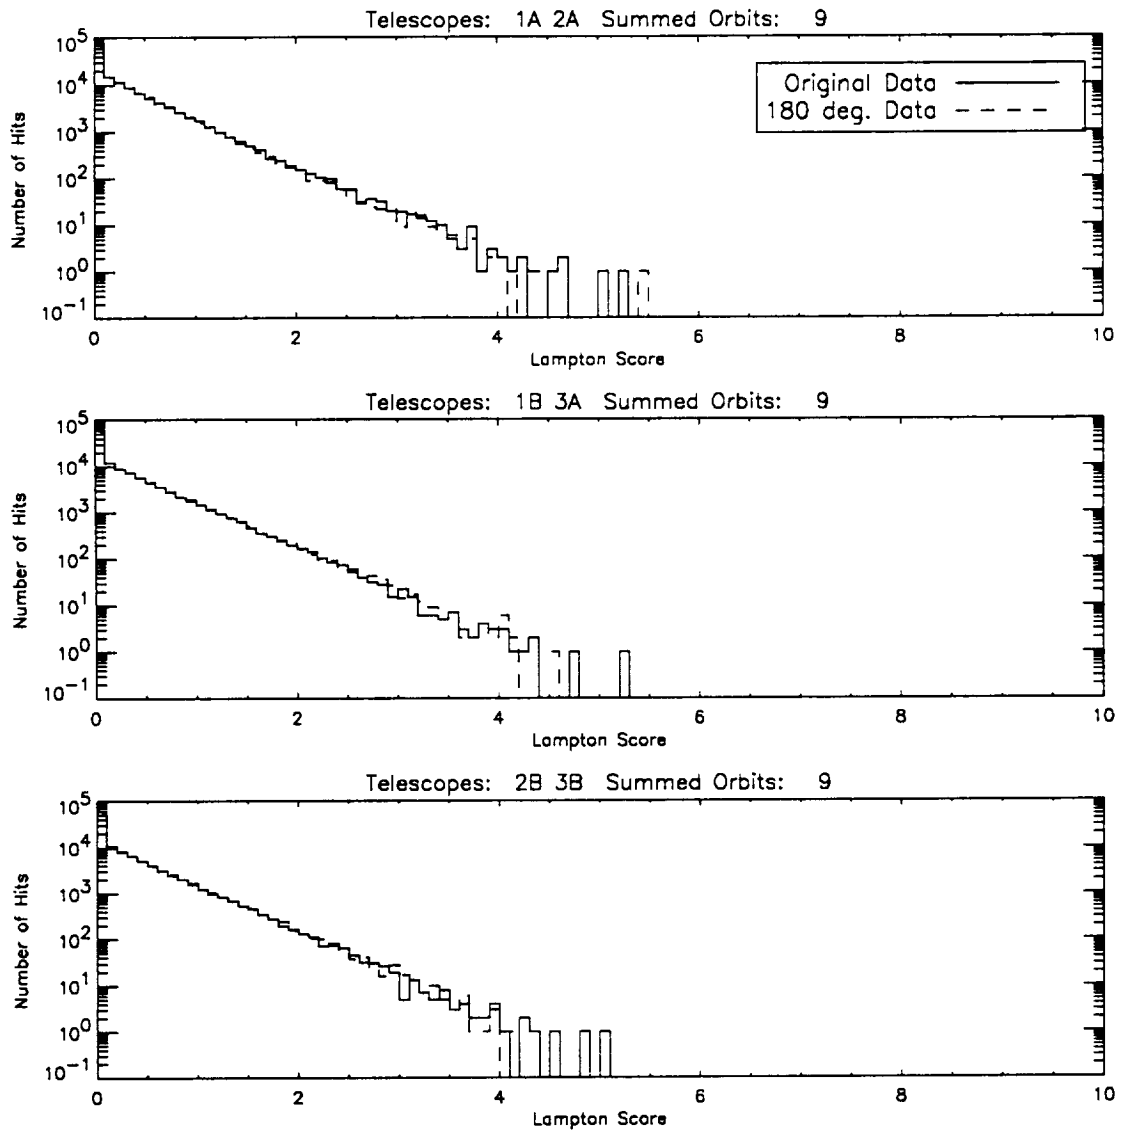 Telescopes: 1A 2A Summed Orbits: 9
Original Data
180 deg. Data
Number of Hits
10^5
10^4
10^3
10^2
10^1
10^0
10^-1
0 2 4 6 8 10
Lampton Score
Telescopes: 1B 3A Summed Orbits: 9
Number of Hits
10^5
10^4
10^3
10^2
10^1
10^0
10^-1
0 2 4 6 8 10
Lampton Score
Telescopes: 2B 3B Summed Orbits: 9
Number of Hits
10^5
10^4
10^3
10^2
10^1
10^0
10^-1
0 2 4 6 8 10
Lampton Score